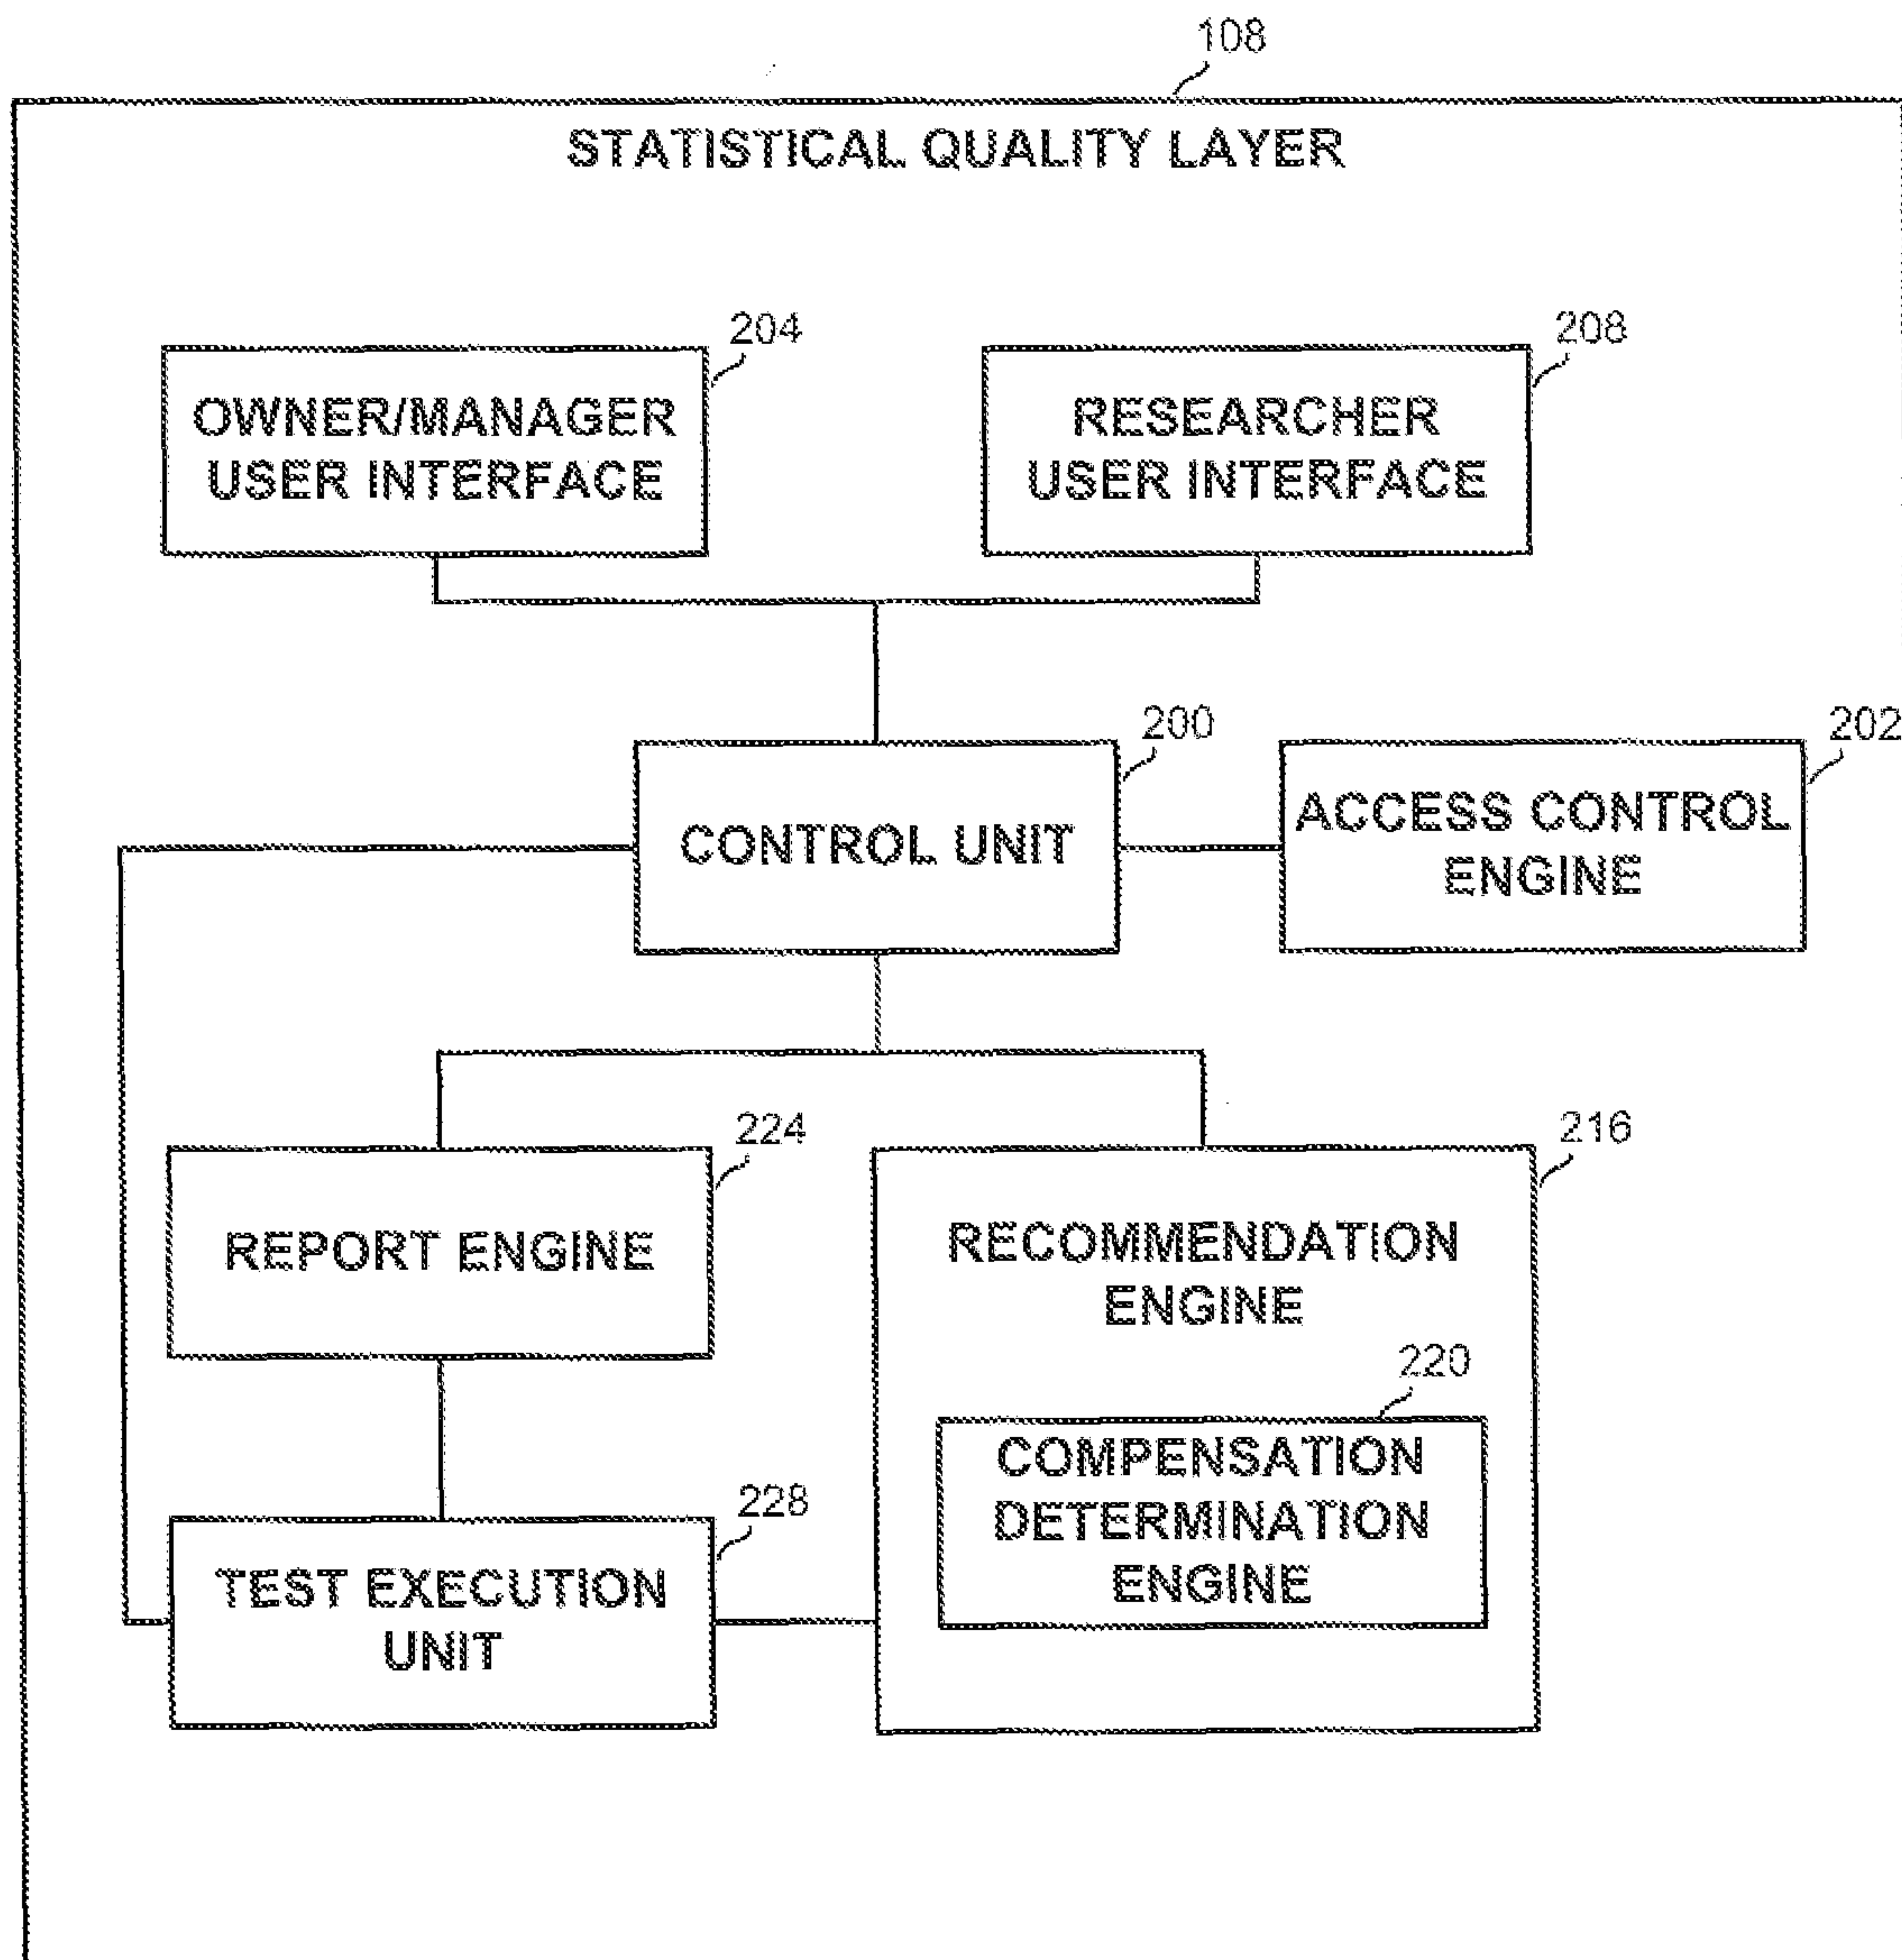 108
STATISTICAL QUALITY LAYER
204
OWNER/MANAGER
USER INTERFACE
208
RESEARCHER
USER INTERFACE
200
CONTROL UNIT
202
ACCESS CONTROL
ENGINE
224
REPORT ENGINE
216
RECOMMENDATION
ENGINE
220
COMPENSATION
DETERMINATION
ENGINE
228
TEST EXECUTION
UNIT